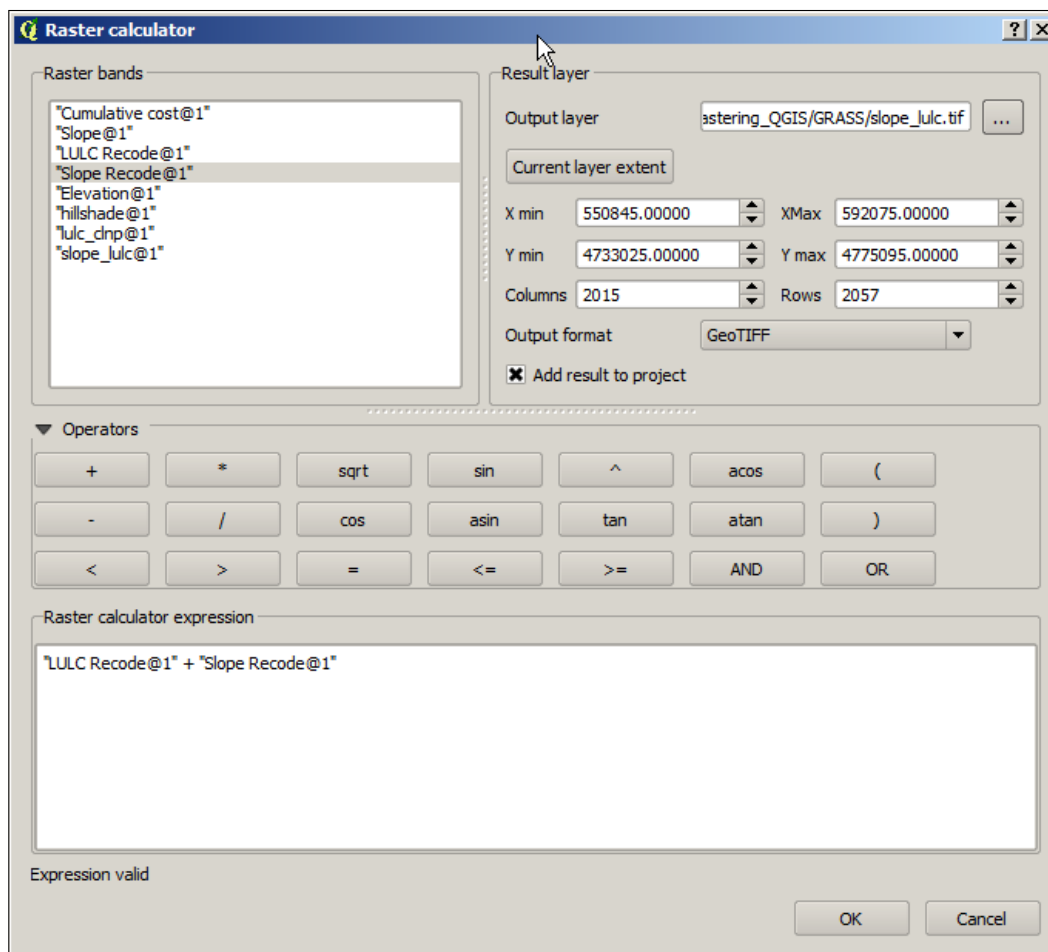 Raster calculator
Raster bands
"Cumulative cost@1"
"Slope@1"
"LULC Recode@1"
"Slope Recode@1"
"Elevation@1"
"hillshade@1"
"lulc_clnp@1"
"slope_lulc@1"
Result layer
Output layer astering_QGIS/GRASS/slope_lulc.tif ...
Current layer extent
X min 550845.00000 XMax 592075.00000
Y min 4733025.00000 Y max 4775095.00000
Columns 2015 Rows 2057
Output format GeoTIFF
Add result to project
Operators
+ * sqrt sin ^ acos (
- / cos asin tan atan )
< > = <= >= AND OR
Raster calculator expression
"LULC Recode@1" + "Slope Recode@1"
Expression valid
OK Cancel